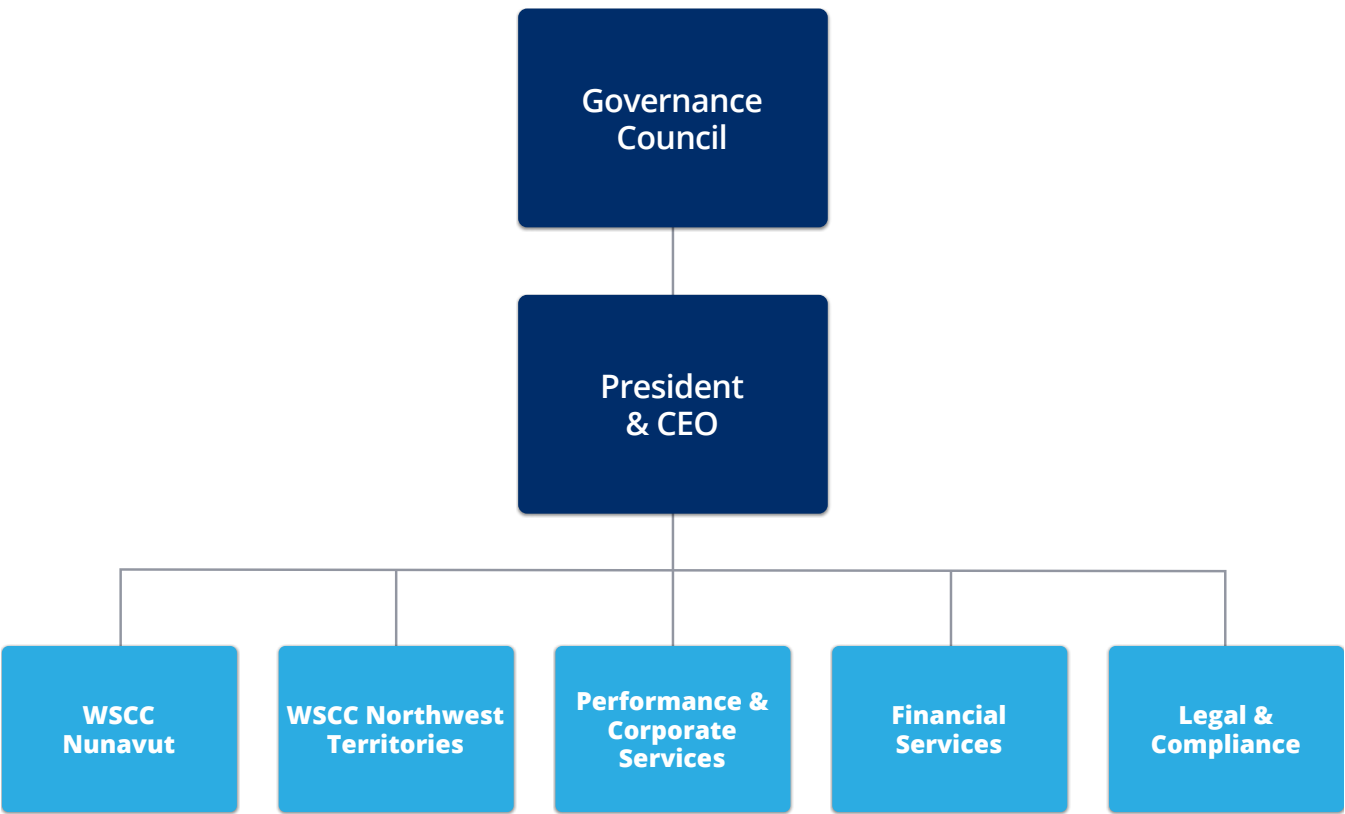 Governance
Council
President
& CEO
WSCC
Nunavut
WSCC Northwest
Territories
Performance &
Corporate
Services
Financial
Services
Legal &
Compliance